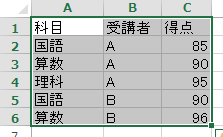 A B C
1 科目 受講者 得点
2 国語 A 85
3 算数 A 90
4 理科 A 95
5 国語 B 90
6 算数 B 96